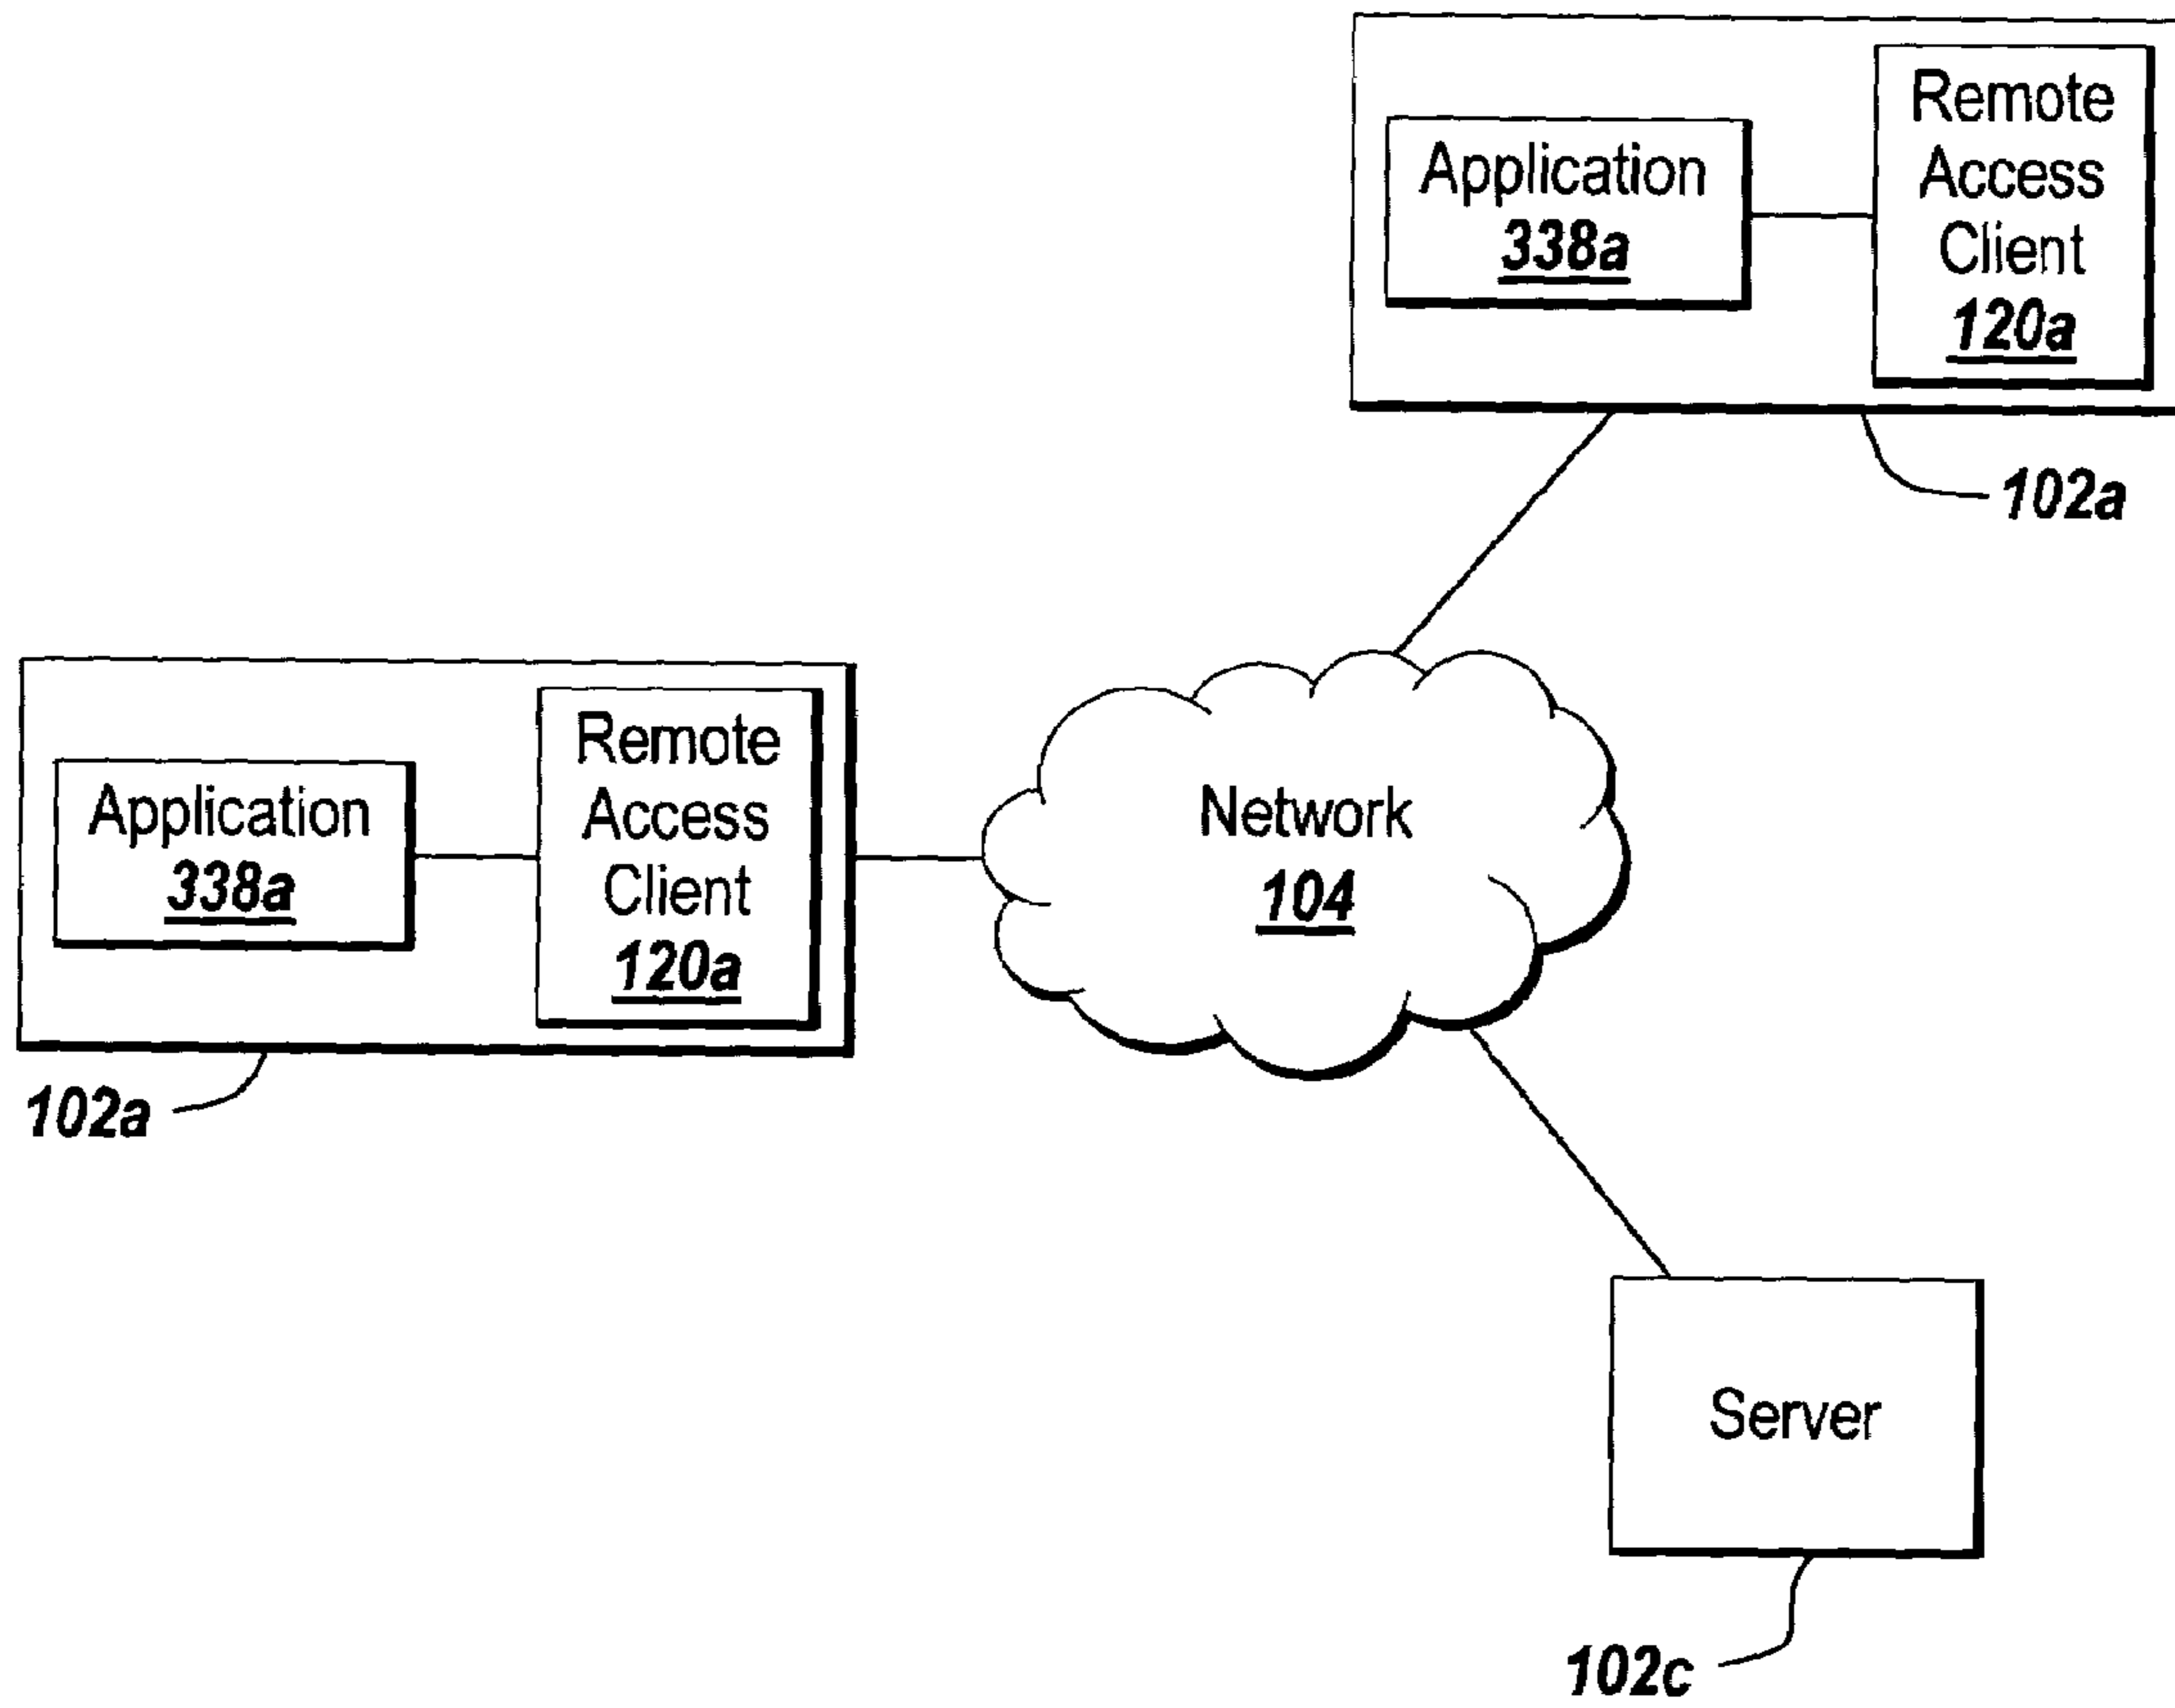 Application
338a
Remote
Access
Client
120a
102a
Application
338a
Remote
Access
Client
120a
102a
Network
104
Server
102c